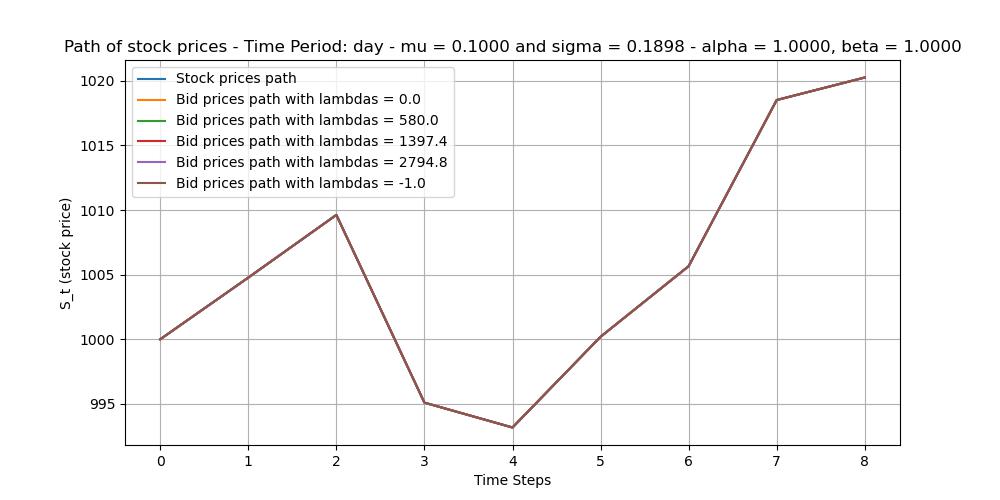 Path of stock prices - Time Period: day - mu = 0.1000 and sigma = 0.1898 - alpha = 1.0000, beta = 1.0000
Stock prices path
Bid prices path with lambdas = 0.0
Bid prices path with lambdas = 580.0
Bid prices path with lambdas = 1397.4
Bid prices path with lambdas = 2794.8
Bid prices path with lambdas = -1.0
S_t (stock price)
1020
1015
1010
1005
1000
995
0 1 2 3 4 5 6 7 8
Time Steps